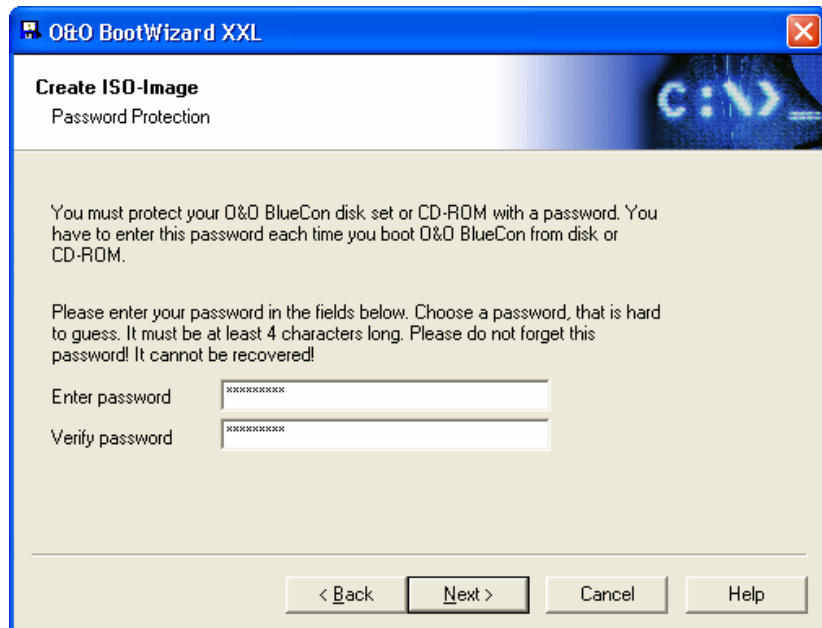 O&O BootWizard XXL
Create ISO-Image
Password Protection
C:\>_
You must protect your O&O BlueCon disk set or CD-ROM with a password. You
have to enter this password each time you boot O&O BlueCon from disk or
CD-ROM.
Please enter your password in the fields below. Choose a password, that is hard
to guess. It must be at least 4 characters long. Please do not forget this
password! It cannot be recovered!
Enter password xxxxxxxxx
Verify password xxxxxxxxx
< Back Next > Cancel Help